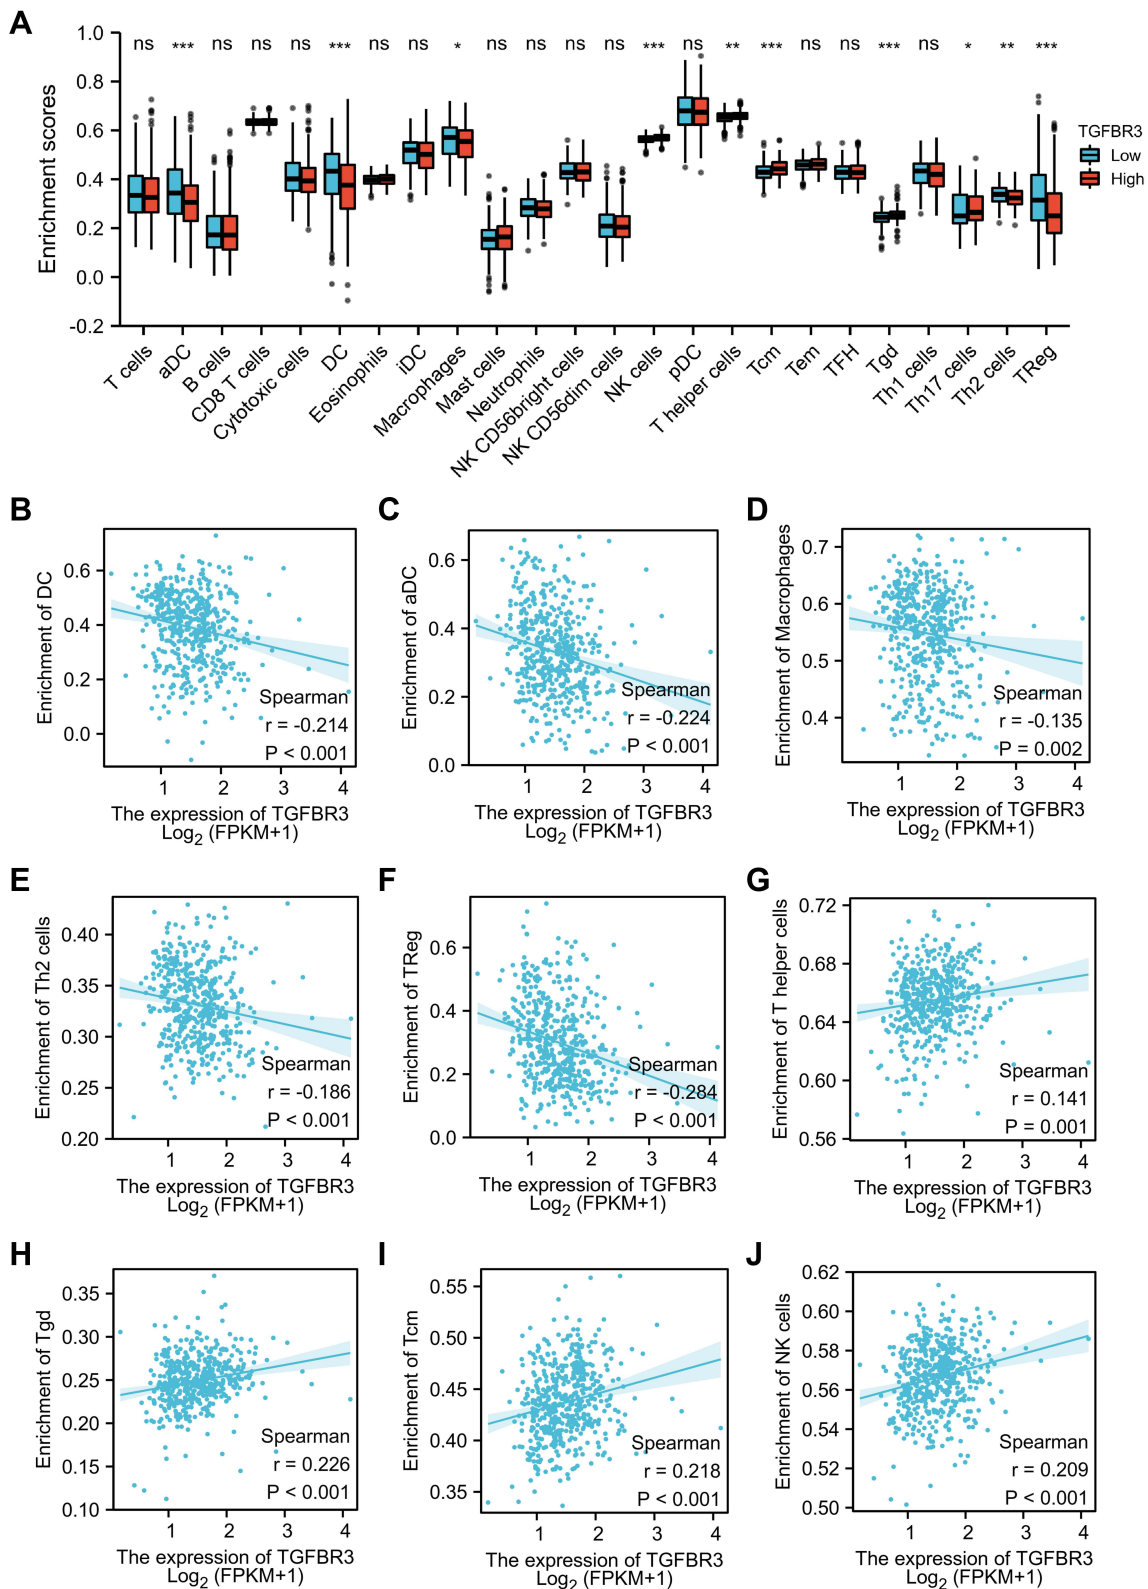 A
1.0
0.8
0.6
0.4
0.2
0.0
-0.2
Enrichment scores
ns *** ns ns ns *** ns ns * ns ns ns ns *** ns ** *** ns ns *** ns * ** ***
TGFBR3
Low
High
T cells
aDC
B cells
CD8 T cells
Cytotoxic cells
DC
Eosinophils
iDC
Macrophages
Mast cells
Neutrophils
NK CD56bright cells
NK CD56dim cells
NK cells
pDC
T helper cells
Tcm
Tem
TFH
Tgd
Th1 cells
Th17 cells
Th2 cells
TReg
B
Enrichment of DC
0.6
0.4
0.2
0.0
Spearman
r = -0.214
P < 0.001
1 2 3 4
The expression of TGFBR3
Log2 (FPKM+1)
C
Enrichment of aDC
0.6
0.4
0.2
0.0
Spearman
r = -0.224
P < 0.001
1 2 3 4
The expression of TGFBR3
Log2 (FPKM+1)
D
Enrichment of Macrophages
0.7
0.6
0.5
0.4
Spearman
r = -0.135
P = 0.002
1 2 3 4
The expression of TGFBR3
Log2 (FPKM+1)
E
Enrichment of Th2 cells
0.40
0.35
0.30
0.25
0.20
Spearman
r = -0.186
P < 0.001
1 2 3 4
The expression of TGFBR3
Log2 (FPKM+1)
F
Enrichment of TReg
0.6
0.4
0.2
0.0
Spearman
r = -0.284
P < 0.001
1 2 3 4
The expression of TGFBR3
Log2 (FPKM+1)
G
Enrichment of T helper cells
0.72
0.68
0.64
0.60
0.56
Spearman
r = 0.141
P = 0.001
1 2 3 4
The expression of TGFBR3
Log2 (FPKM+1)
H
Enrichment of Tgd
0.35
0.30
0.25
0.20
0.15
0.10
Spearman
r = 0.226
P < 0.001
1 2 3 4
The expression of TGFBR3
Log2 (FPKM+1)
I
Enrichment of Tcm
0.55
0.50
0.45
0.40
0.35
Spearman
r = 0.218
P < 0.001
1 2 3 4
The expression of TGFBR3
Log2 (FPKM+1)
J
Enrichment of NK cells
0.62
0.60
0.58
0.56
0.54
0.52
0.50
Spearman
r = 0.209
P < 0.001
1 2 3 4
The expression of TGFBR3
Log2 (FPKM+1)